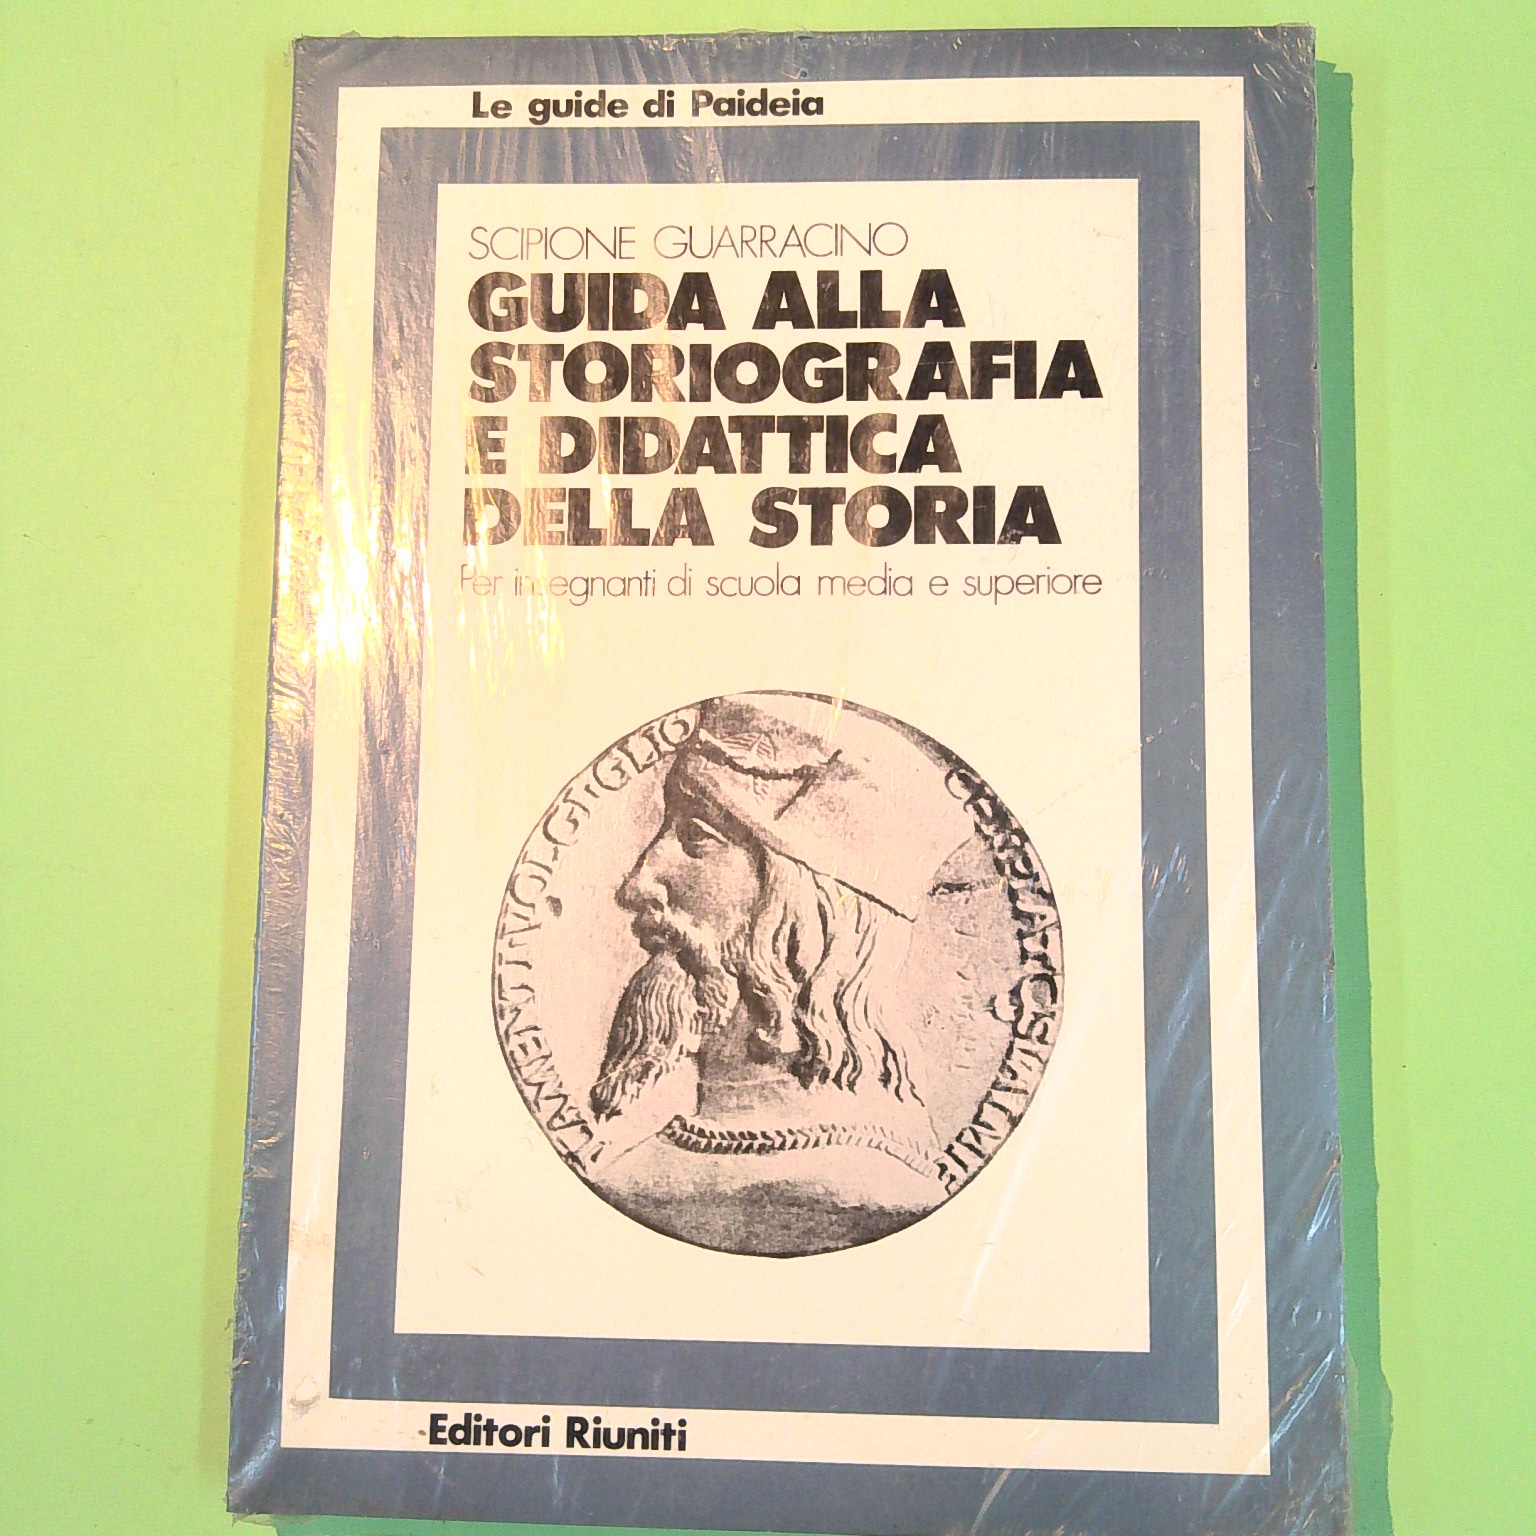 Le guide di Paideia
SCIPIONE GUARRACINO
GUIDA ALLA
STORIOGRAFIA
E DIDATTICA
DELLA STORIA
Per insegnanti di scuola media e superiore
Editori Riuniti